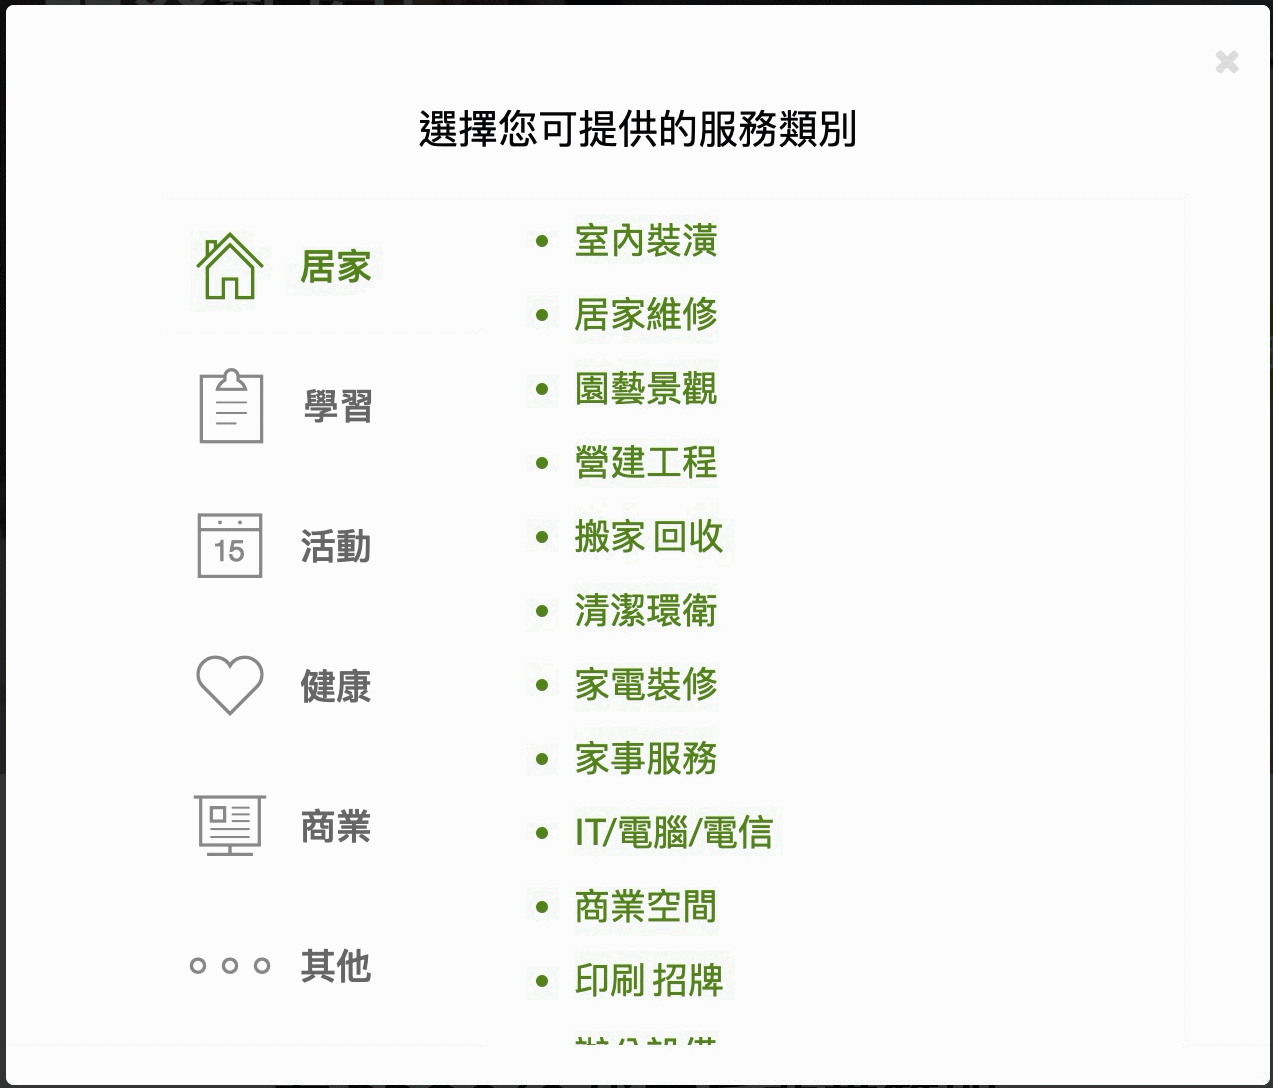 選擇您可提供的服務類別
居家
學習
15
活動
健康
商業
其他
室內裝潢
居家維修
園藝景觀
營建工程
搬家 回收
清潔環衛
家電裝修
家事服務
IT/電腦/電信
商業空間
印刷 招牌